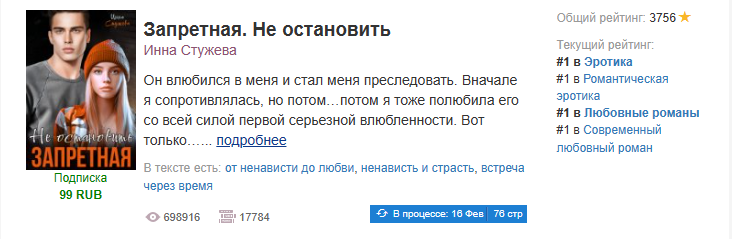 Запретная. Не остановить
Инна Стужева
Он влюбился в меня и стал меня преследовать. Вначале
я сопротивлялась, но потом…потом я тоже полюбила его
со всей силой первой серьезной влюбленности. Вот
только…... подробнее
В тексте есть: от ненависти до любви, ненависть и страсть, встреча
через время
698916 17784 В процессе: 16 Фев 76 стр
Инна
Стужева
Не остановить
ЗАПРЕТНАЯ
Подписка
99 RUB
Общий рейтинг: 3756
Текущий рейтинг:
#1 в Эротика
#1 в Романтическая
эротика
#1 в Любовные романы
#1 в Современный
любовный роман